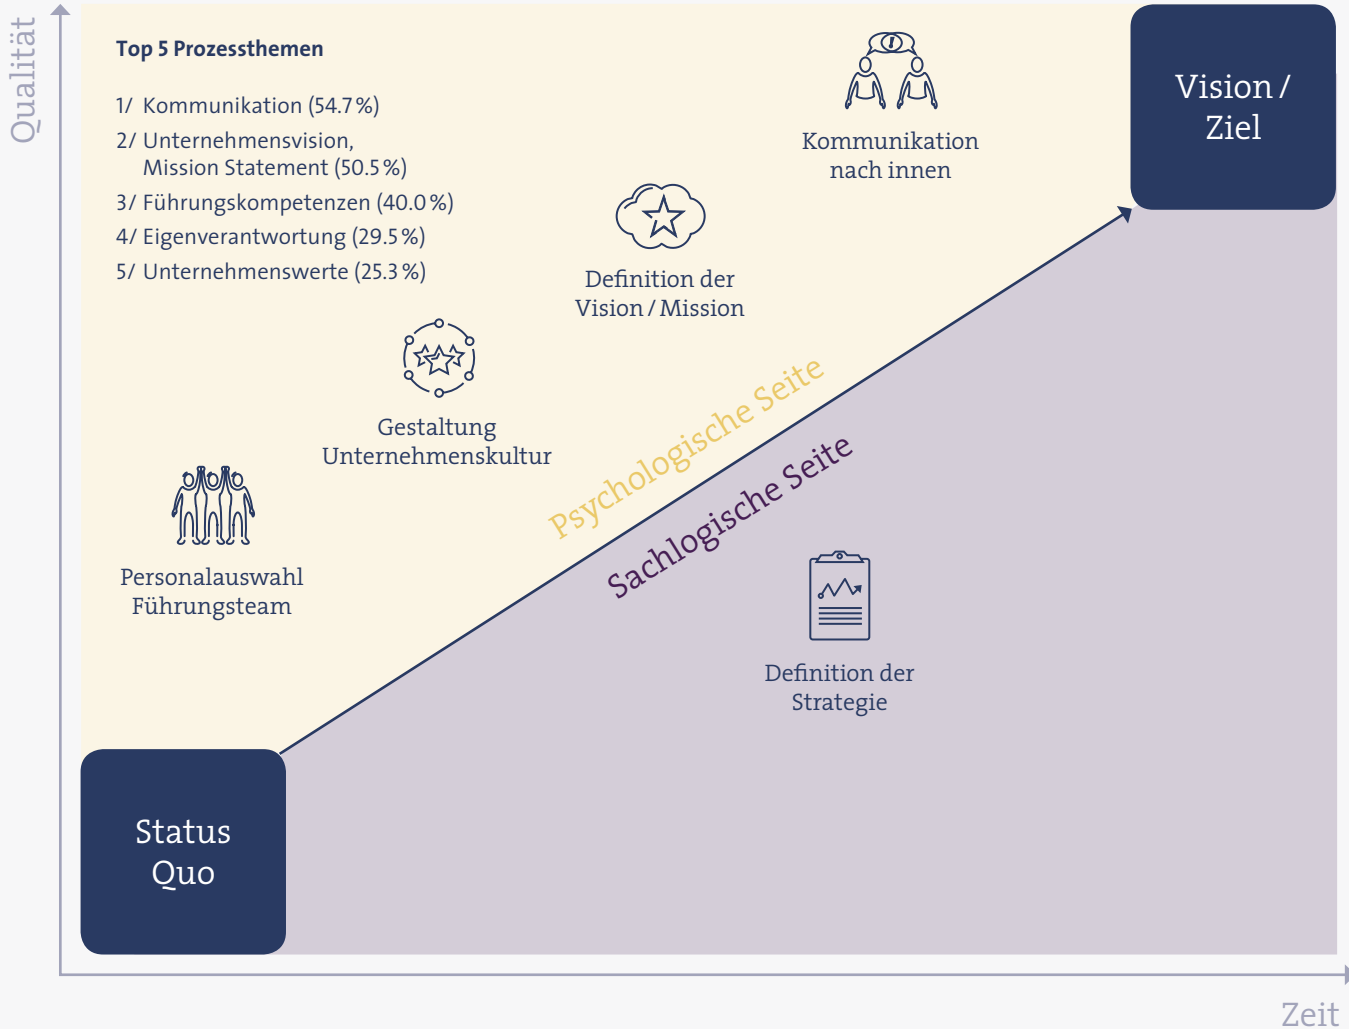 Qualität
Top 5 Prozessthemen
1/ Kommunikation (54.7 %)
2/ Unternehmensvision,
Mission Statement (50.5 %)
3/ Führungskompetenzen (40.0 %)
4/ Eigenverantwortung (29.5 %)
5/ Unternehmenswerte (25.3 %)
Kommunikation
nach innen
Vision /
Ziel
Definition der
Vision / Mission
Gestaltung
Unternehmenskultur
Personalauswahl
Führungsteam
Psychologische Seite
Sachlogische Seite
Definition der
Strategie
Status
Quo
Zeit